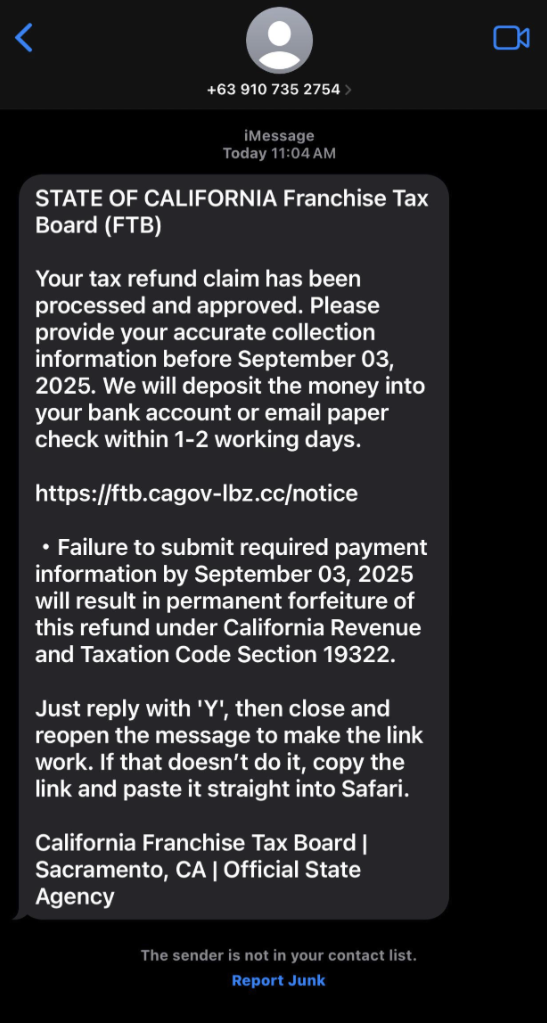 +63 910 735 2754
iMessage
Today 11:04 AM
STATE OF CALIFORNIA Franchise Tax
Board (FTB)
Your tax refund claim has been
processed and approved. Please
provide your accurate collection
information before September 03,
2025. We will deposit the money into
your bank account or email paper
check within 1-2 working days.
https://ftb.cagov-lbz.cc/notice
• Failure to submit required payment
information by September 03, 2025
will result in permanent forfeiture of
this refund under California Revenue
and Taxation Code Section 19322.
Just reply with 'Y', then close and
reopen the message to make the link
work. If that doesn’t do it, copy the
link and paste it straight into Safari.
California Franchise Tax Board |
Sacramento, CA | Official State
Agency
The sender is not in your contact list.
Report Junk